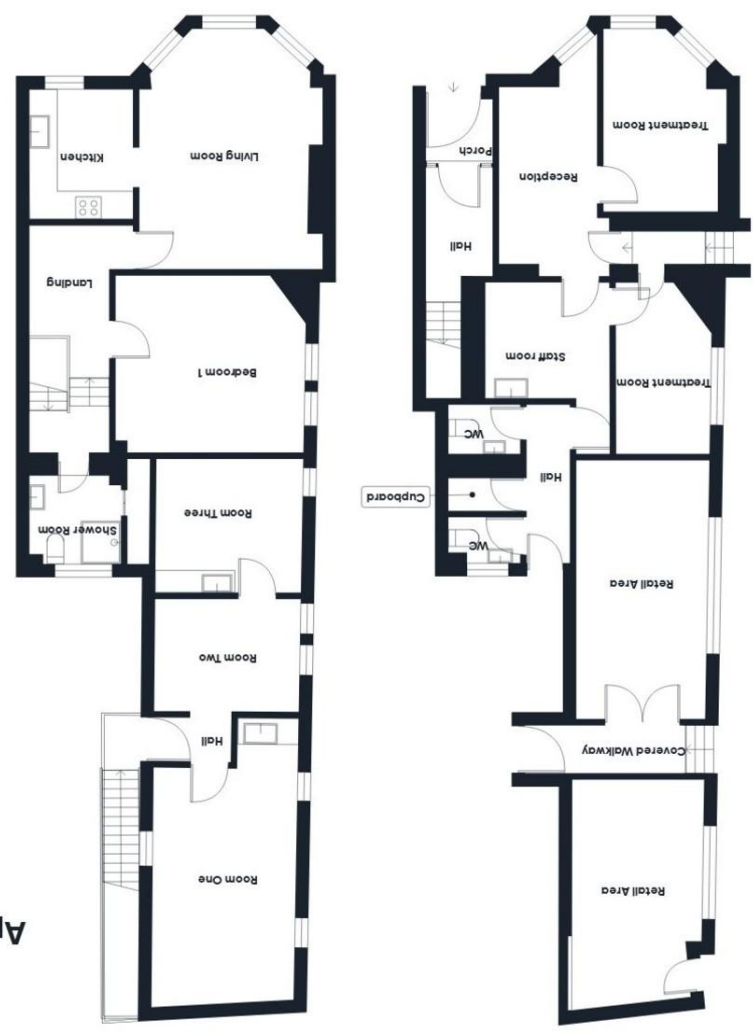 Retail Area
Covered Walkway
Retail Area
WC
Hall
Cupboard
WC
Treatment Room
Staff room
Hall
Reception
Porch
Treatment Room
Room One
Hall
Room Two
Shower Room
Room Three
Bedroom 1
Landing
Living Room
Kitchen